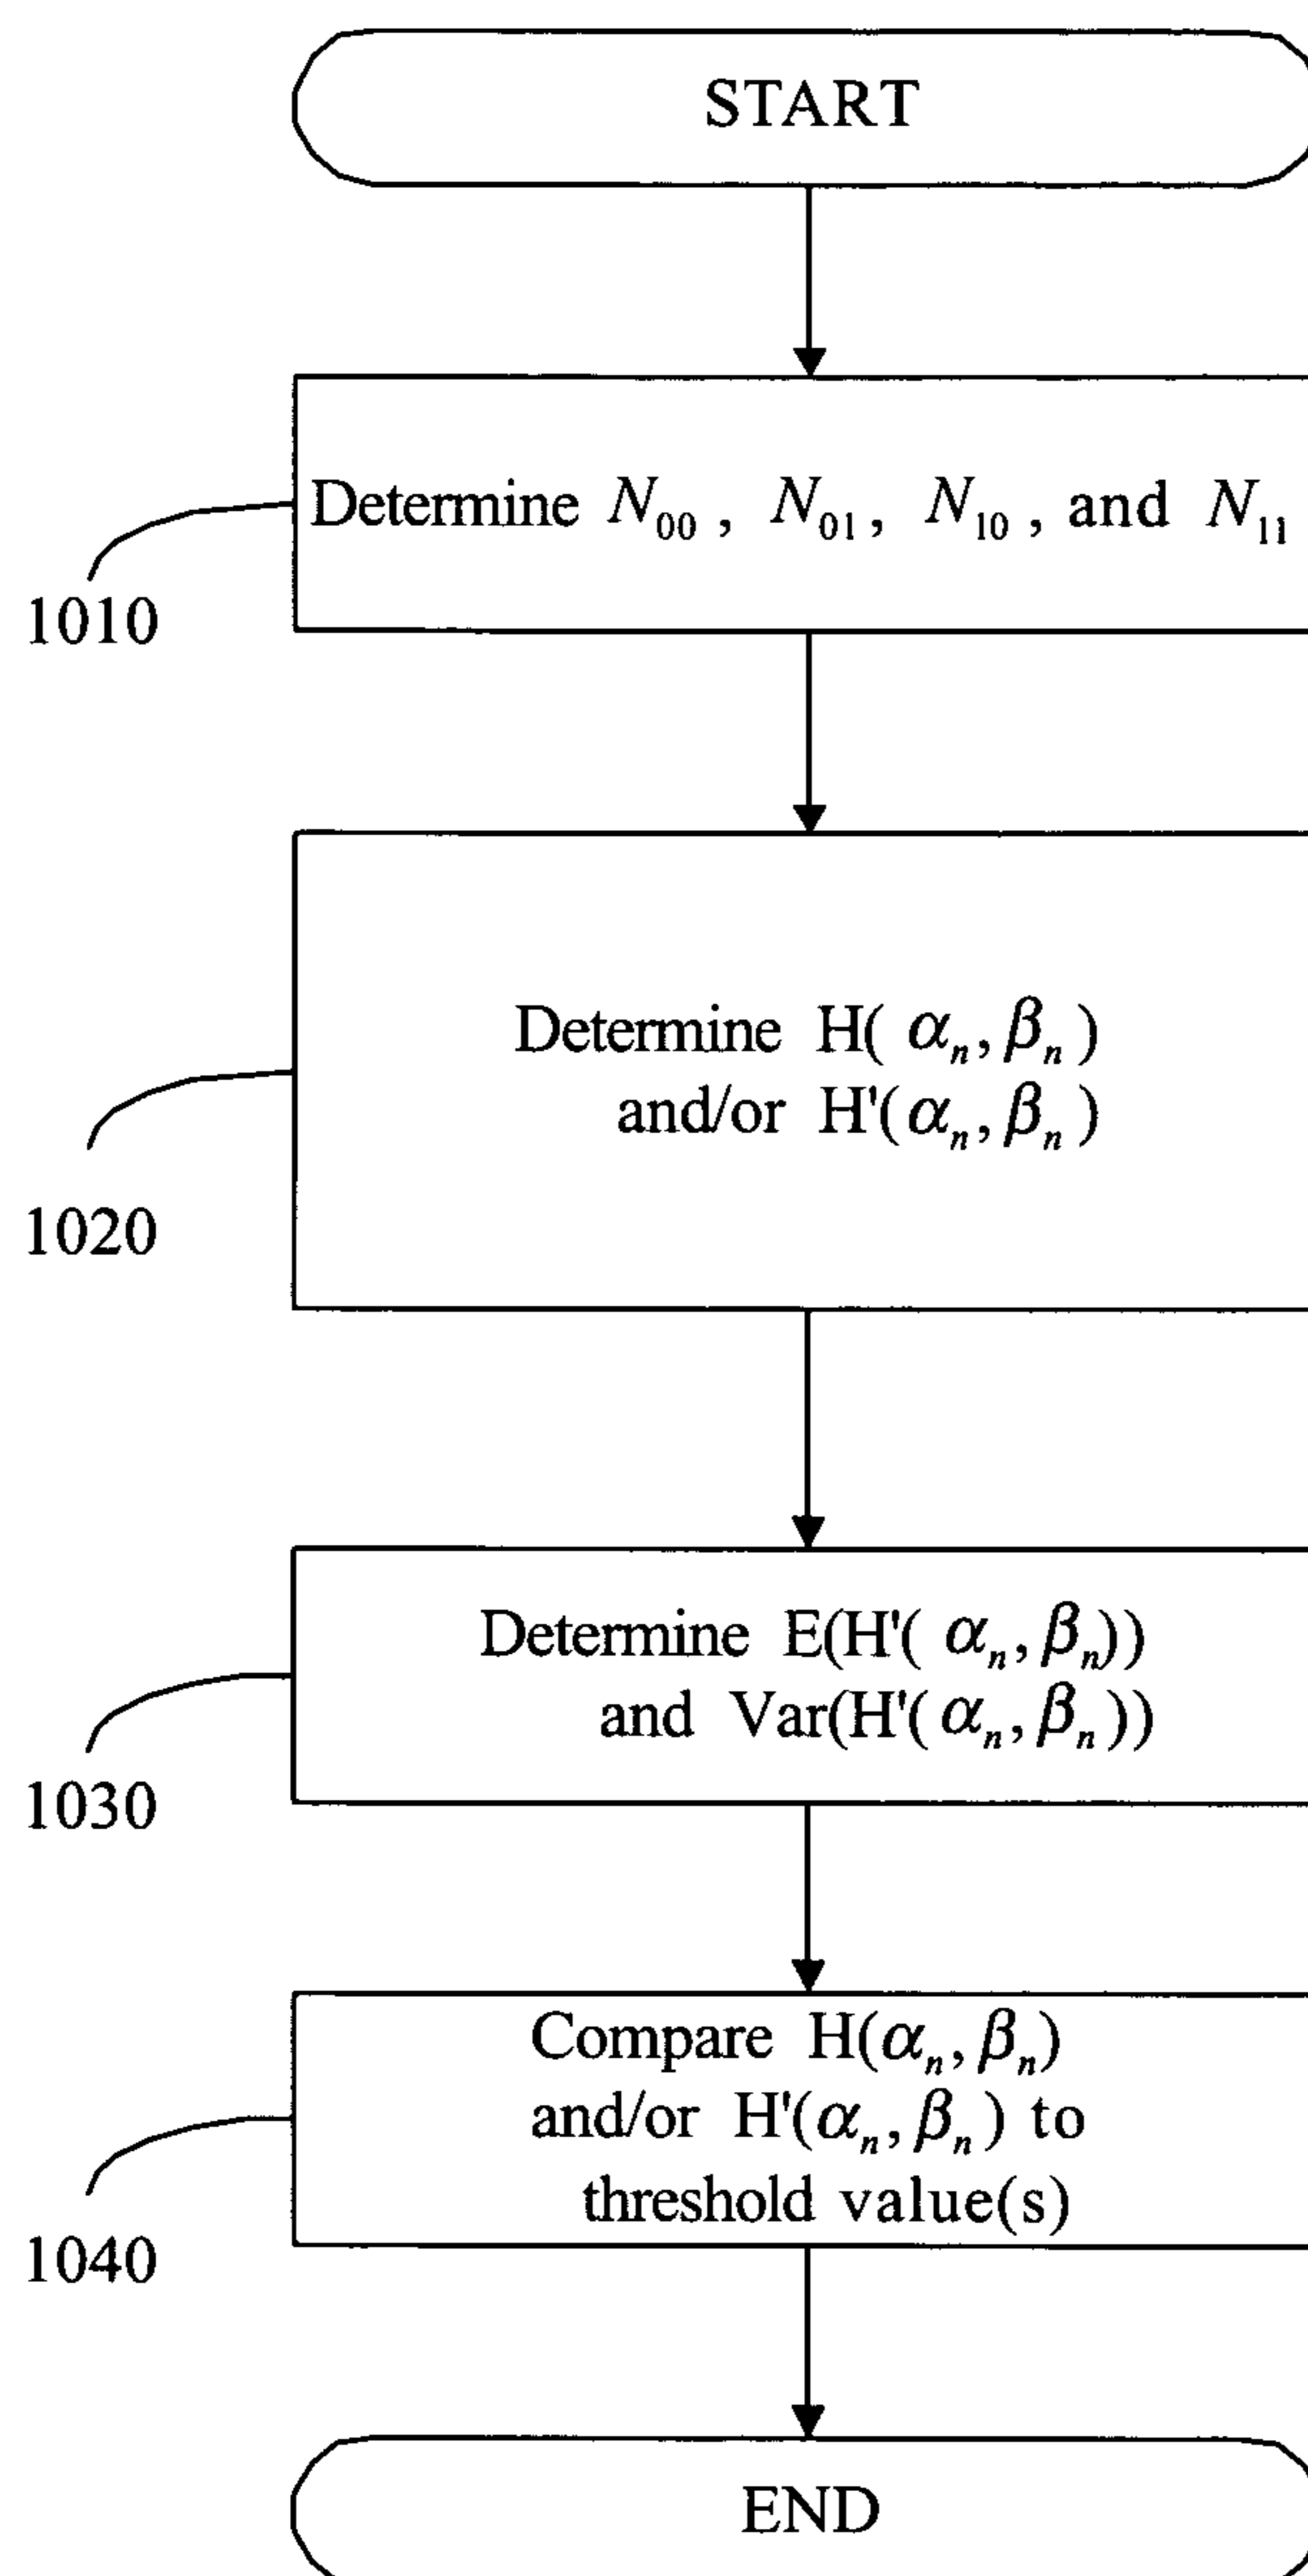 START
Determine N₀₀ , N₀₁, N₁₀ , and N₁₁
1010
Determine H( αₙ, βₙ )
and/or H'( αₙ, βₙ )
1020
Determine E(H'( αₙ, βₙ))
and Var(H'( αₙ, βₙ ))
1030
Compare H(αₙ, βₙ)
and/or H'(αₙ, βₙ ) to
threshold value(s)
1040
END